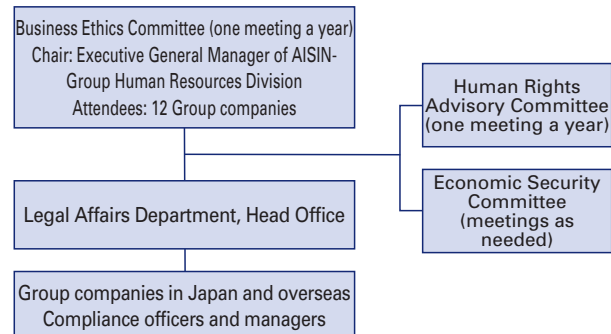 Business Ethics Committee (one meeting a year)
Chair: Executive General Manager of AISIN-
Group Human Resources Division
Attendees: 12 Group companies
Human Rights
Advisory Committee
(one meeting a year)
Economic Security
Committee
(meetings as
needed)
Legal Affairs Department, Head Office
Group companies in Japan and overseas
Compliance officers and managers